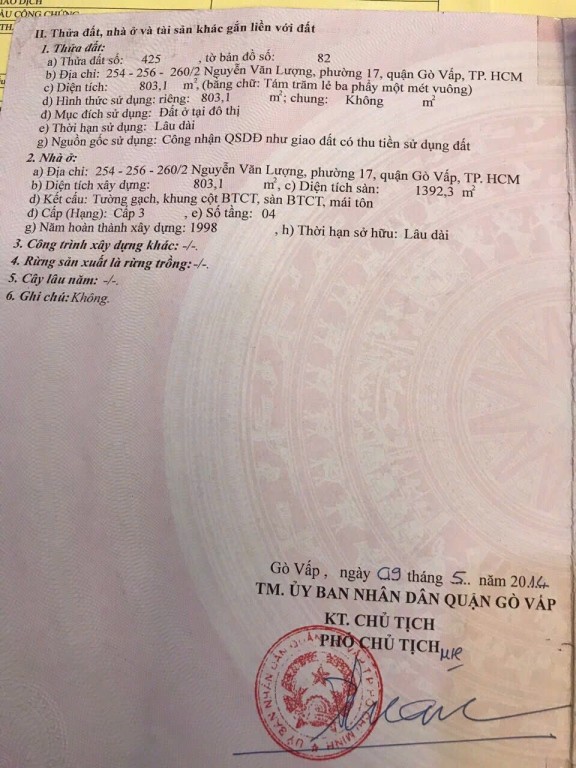 ẦU CÔNG CHỨNG
II. Thửa đất, nhà ở và tài sản khác gắn liền với đất
1. Thửa đất:
a) Thửa đất số: 425 , tờ bản đồ số: 82
b) Địa chỉ: 254 - 256 - 260/2 Nguyễn Văn Lượng, phường 17, quận Gò Vấp, TP. HCM
c) Diện tích: 803,1 m², (bằng chữ: Tám trăm lẻ ba phẩy một mét vuông)
d) Hình thức sử dụng: riêng: 803,1 m²; chung: Không m²
đ) Mục đích sử dụng: Đất ở tại đô thị
e) Thời hạn sử dụng: Lâu dài
g) Nguồn gốc sử dụng: Công nhận QSDĐ như giao đất có thu tiền sử dụng đất
2. Nhà ở:
a) Địa chỉ: 254 - 256 - 260/2 Nguyễn Văn Lượng, phường 17, quận Gò Vấp, TP. HCM
b) Diện tích xây dựng: 803,1 m², c) Diện tích sàn: 1392,3 m²
d) Kết cấu: Tường gạch, khung cột BTCT, sàn BTCT, mái tôn
đ) Cấp (Hạng): Cấp 3 , e) Số tầng: 04
g) Năm hoàn thành xây dựng: 1998 , h) Thời hạn sở hữu: Lâu dài
3. Công trình xây dựng khác: -/-.
4. Rừng sản xuất là rừng trồng: -/-.
5. Cây lâu năm: -/-.
6. Ghi chú: Không.
Gò Vấp , ngày 09 tháng 5.. năm 2014
TM. ỦY BAN NHÂN DÂN QUẬN GÒ VẤP
KT. CHỦ TỊCH
PHÓ CHỦ TỊCH